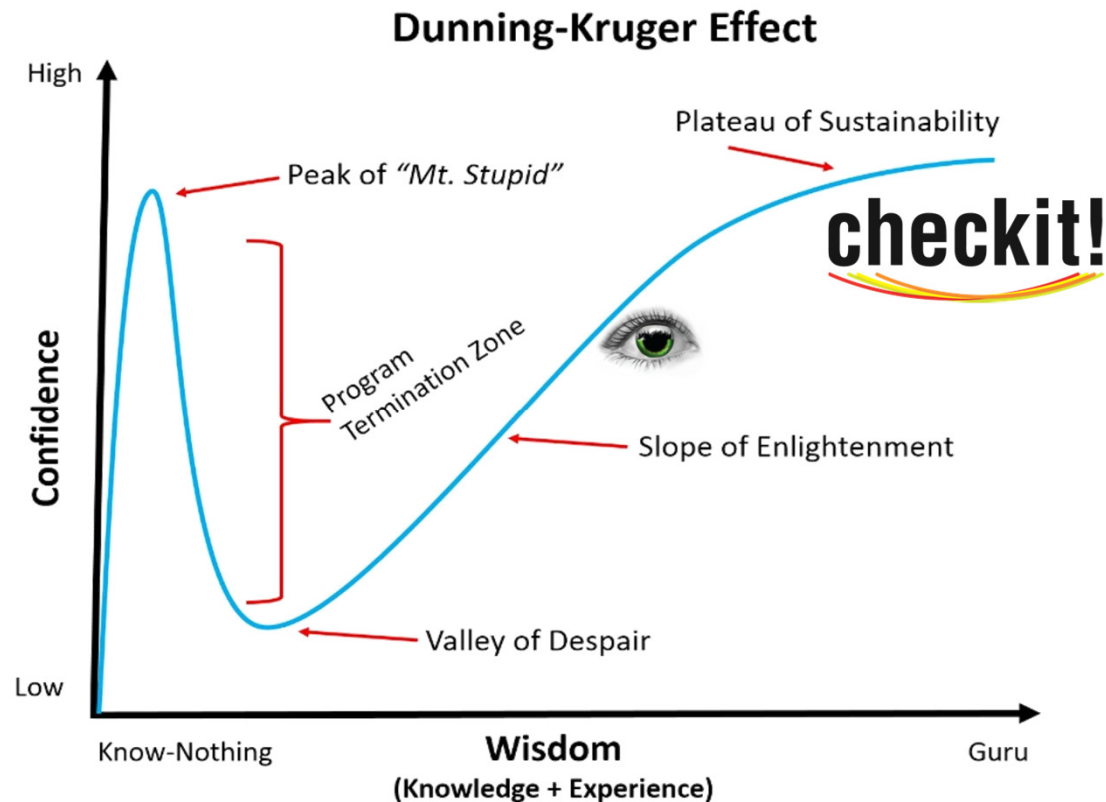 Dunning-Kruger Effect
High
Plateau of Sustainability
Peak of “Mt. Stupid”
checkit!
Program
Termination Zone
Confidence
Slope of Enlightenment
Valley of Despair
Low
Know-Nothing
Wisdom
Guru
(Knowledge + Experience)